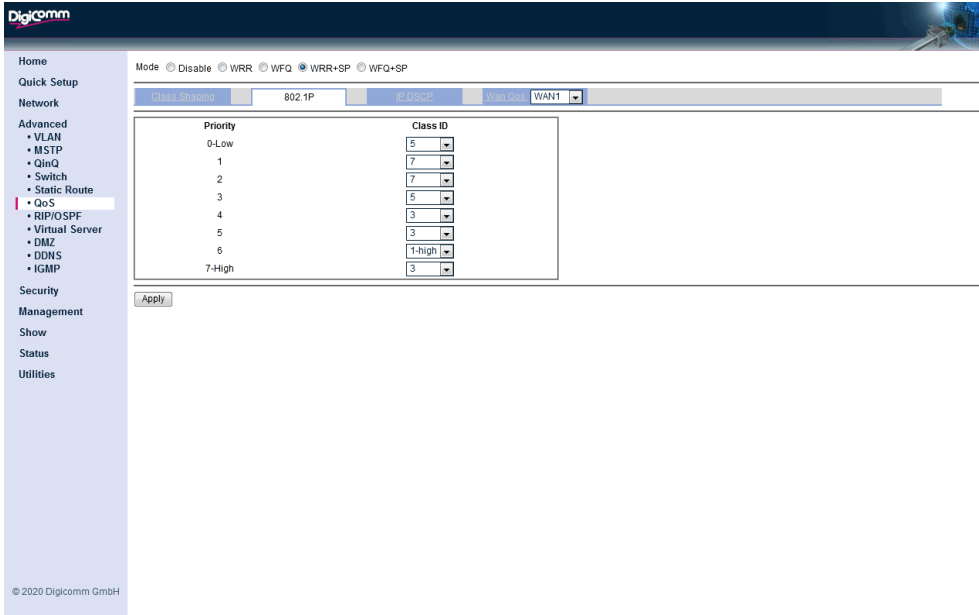 Digicomm
Home
Quick Setup
Network
Advanced
• VLAN
• MSTP
• QinQ
• Switch
• Static Route
• QoS
• RIP/OSPF
• Virtual Server
• DMZ
• DDNS
• IGMP
Security
Management
Show
Status
Utilities
© 2020 Digicomm GmbH
Mode Disable WRR WFQ WRR+SP WFQ+SP
Class Shaping 802.1P IP DSCP Wan Qos WAN1
Priority Class ID
0-Low 5
1 7
2 7
3 5
4 3
5 3
6 1-high
7-High 3
Apply